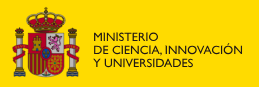 MINISTERIO
DE CIENCIA, INNOVACIÓN
Y UNIVERSIDADES